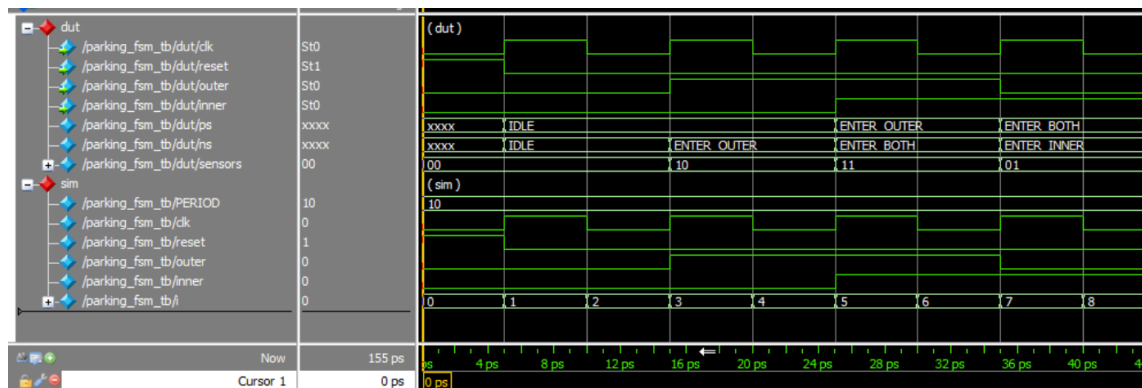 dut (dut)
/parking_fsm_tb/dut/clk St0
/parking_fsm_tb/dut/reset St1
/parking_fsm_tb/dut/outer St0
/parking_fsm_tb/dut/inner St0
/parking_fsm_tb/dut/ps xxxx xxxx IDLE ENTER_OUTER ENTER_BOTH
/parking_fsm_tb/dut/ns xxxx xxxx IDLE ENTER_OUTER ENTER_BOTH ENTER_INNER
/parking_fsm_tb/dut/sensors 00 00 10 11 01
sim (sim)
/parking_fsm_tb/PERIOD 10 10
/parking_fsm_tb/clk 0
/parking_fsm_tb/reset 1
/parking_fsm_tb/outer 0
/parking_fsm_tb/inner 0
/parking_fsm_tb/i 0 0 1 2 3 4 5 6 7 8
Now 155 ps ps 4 ps 8 ps 12 ps 16 ps 20 ps 24 ps 28 ps 32 ps 36 ps 40 ps 4
Cursor 1 0 ps 0 ps